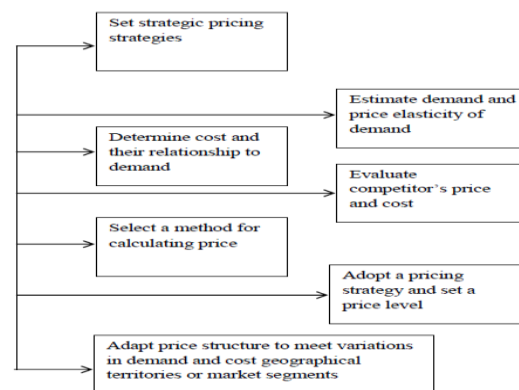 Set strategic pricing
strategies
Estimate demand and
price elasticity of
demand
Determine cost and
their relationship to
demand
Evaluate
competitor's price
and cost
Select a method for
calculating price
Adopt a pricing
strategy and set a
price level
Adapt price structure to meet variations
in demand and cost geographical
territories or market segments